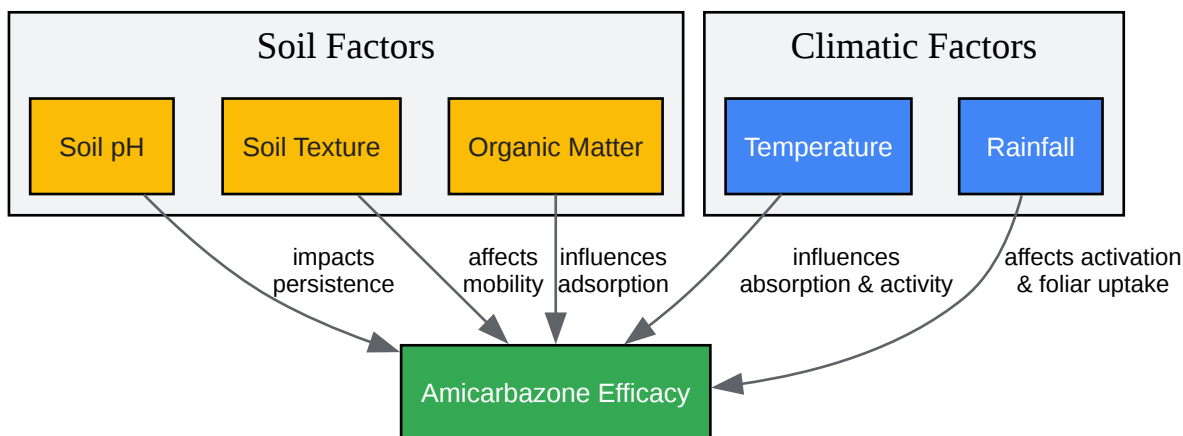 Soil Factors
Climatic Factors
Soil pH
Soil Texture
Organic Matter
Temperature
Rainfall
impacts
persistence
affects
mobility
influences
adsorption
influences
absorption & activity
affects activation
& foliar uptake
Amicarbazone Efficacy